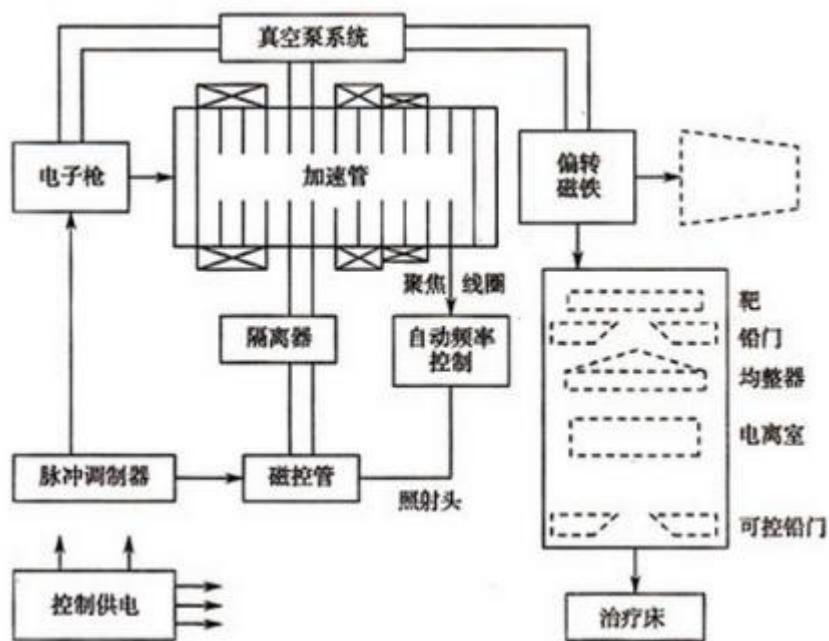 真空泵系统
电子枪
加速管
偏转
磁铁
聚焦 线圈
靶
隔离器
自动频率
控制
铅门
均整器
电离室
脉冲调制器
磁控管
照射头
可控铅门
控制供电
治疗床